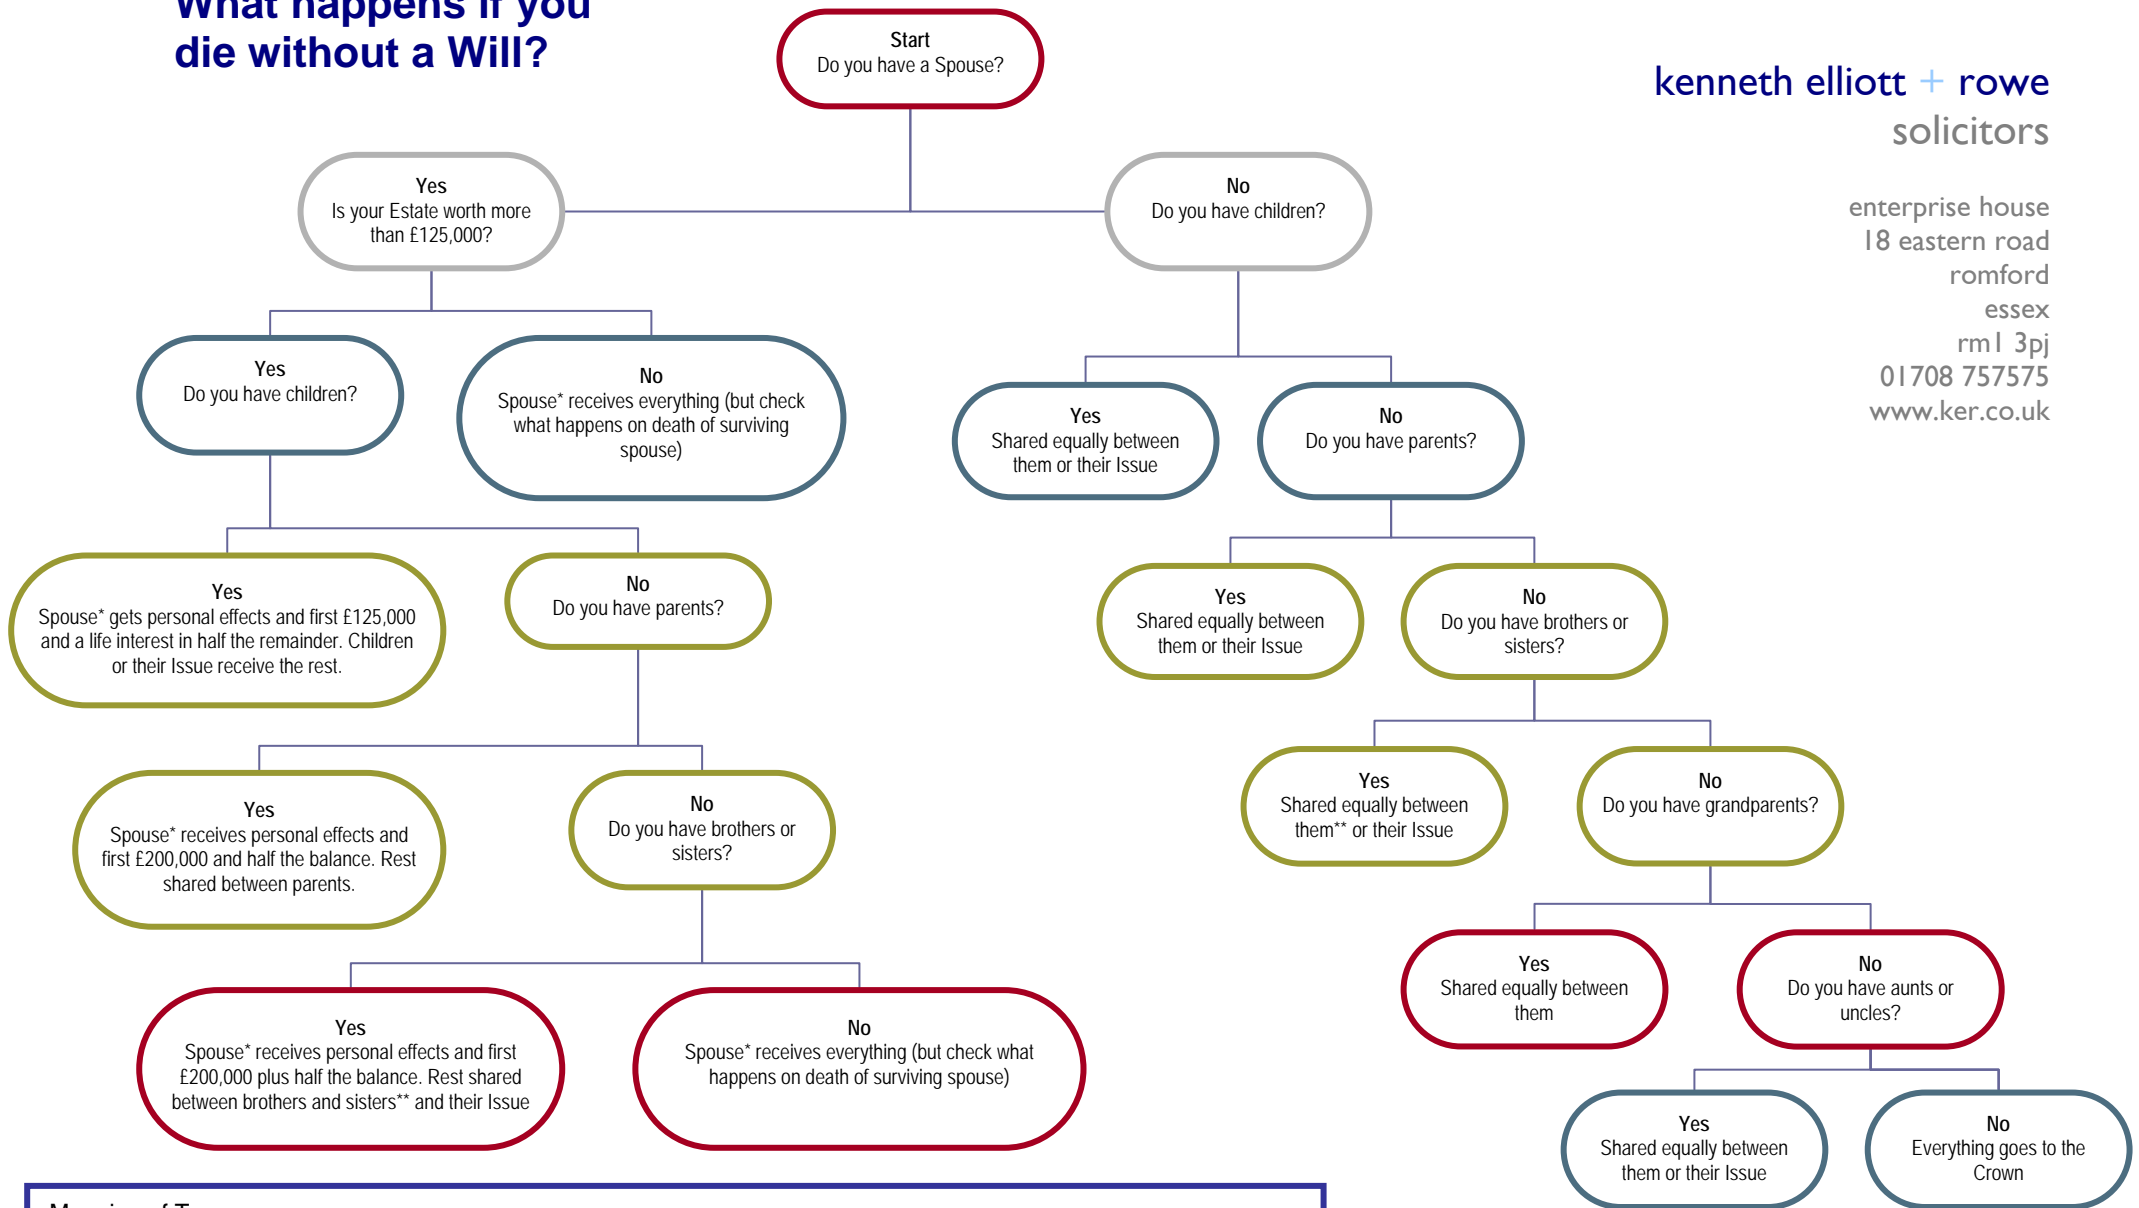 What happens if you
die without a Will?
Start
Do you have a Spouse?
kenneth elliott + rowe
solicitors
enterprise house
18 eastern road
romford
essex
rm1 3pj
01708 757575
www.ker.co.uk
Yes
Is your Estate worth more
than £125,000?
No
Do you have children?
Yes
Do you have children?
No
Spouse* receives everything (but check
what happens on death of surviving
spouse)
Yes
Shared equally between
them or their Issue
No
Do you have parents?
Yes
Spouse* gets personal effects and first £125,000
and a life interest in half the remainder. Children
or their Issue receive the rest.
No
Do you have parents?
Yes
Shared equally between
them or their Issue
No
Do you have brothers or
sisters?
Yes
Spouse* receives personal effects and
first £200,000 and half the balance. Rest
shared between parents.
No
Do you have brothers or
sisters?
Yes
Shared equally between
them** or their Issue
No
Do you have grandparents?
Yes
Spouse* receives personal effects and first
£200,000 plus half the balance. Rest shared
between brothers and sisters** and their Issue
No
Spouse* receives everything (but check what
happens on death of surviving spouse)
Yes
Shared equally between
them
No
Do you have aunts or
uncles?
Yes
Shared equally between
them or their Issue
No
Everything goes to the
Crown